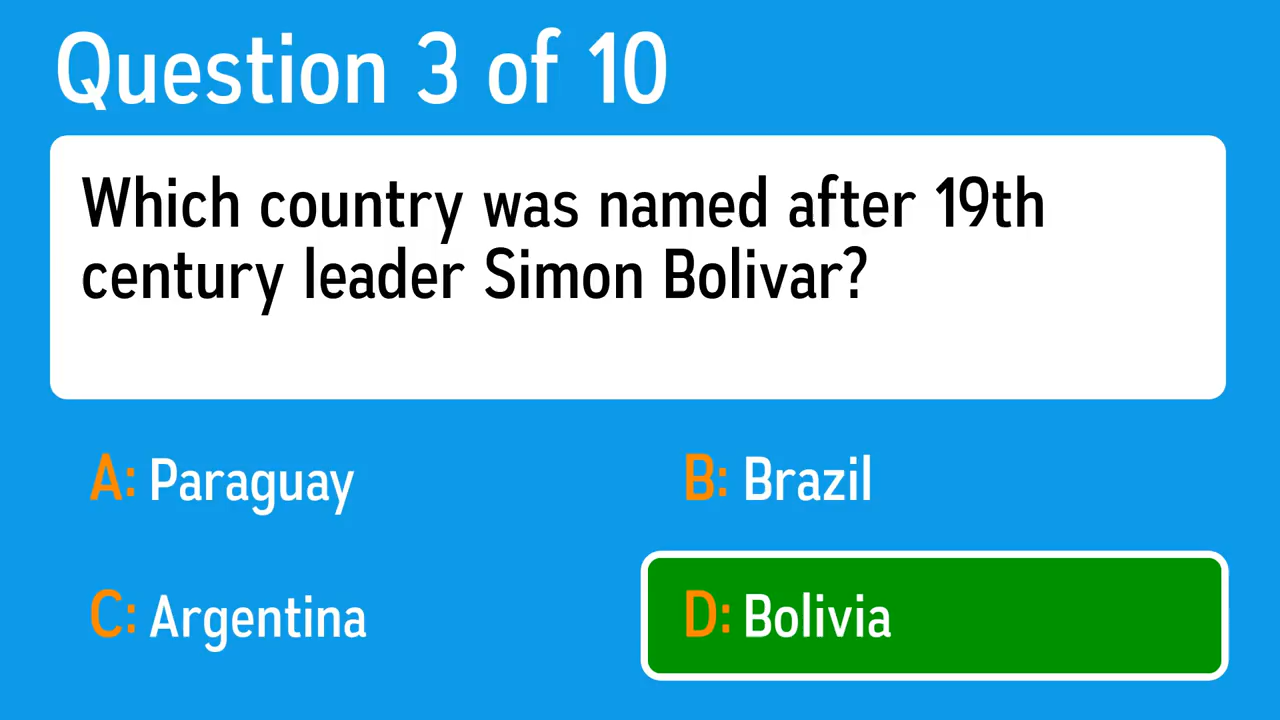 Question 3 of 10
Which country was named after 19th
century leader Simon Bolivar?
A: Paraguay
B: Brazil
C: Argentina
D: Bolivia